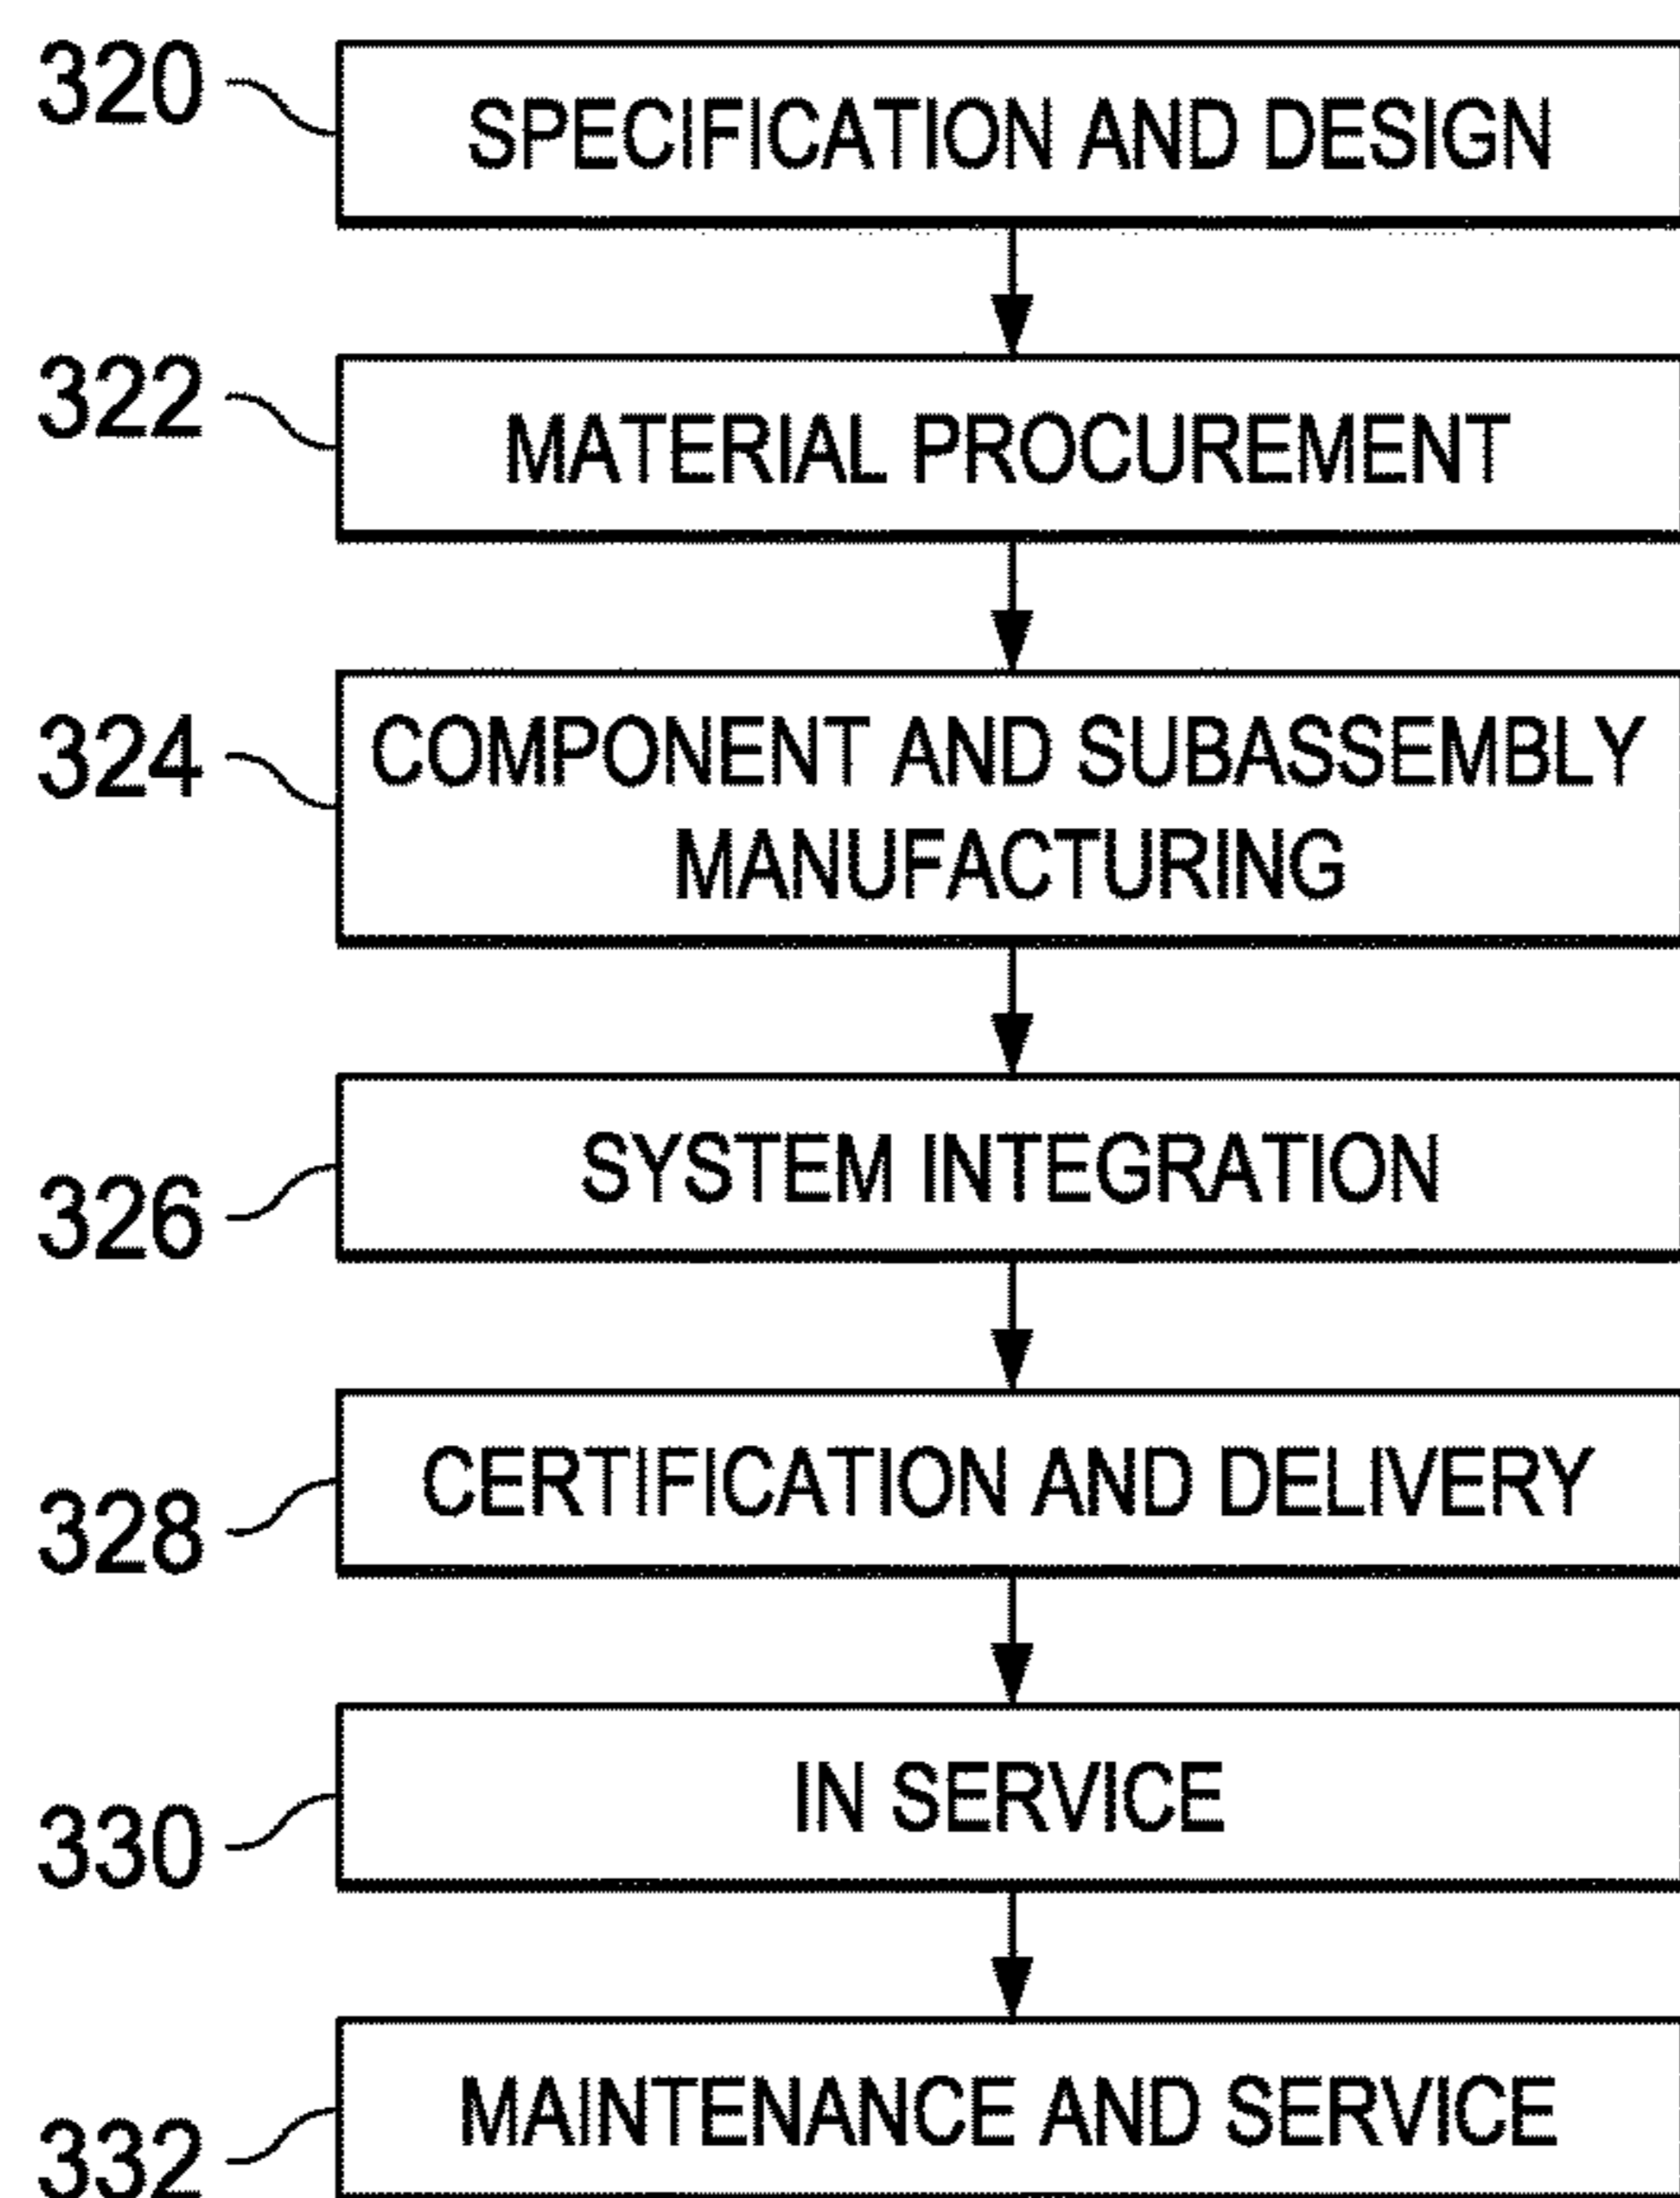 320 SPECIFICATION AND DESIGN
322 MATERIAL PROCUREMENT
324 COMPONENT AND SUBASSEMBLY
MANUFACTURING
326 SYSTEM INTEGRATION
328 CERTIFICATION AND DELIVERY
330 IN SERVICE
332 MAINTENANCE AND SERVICE